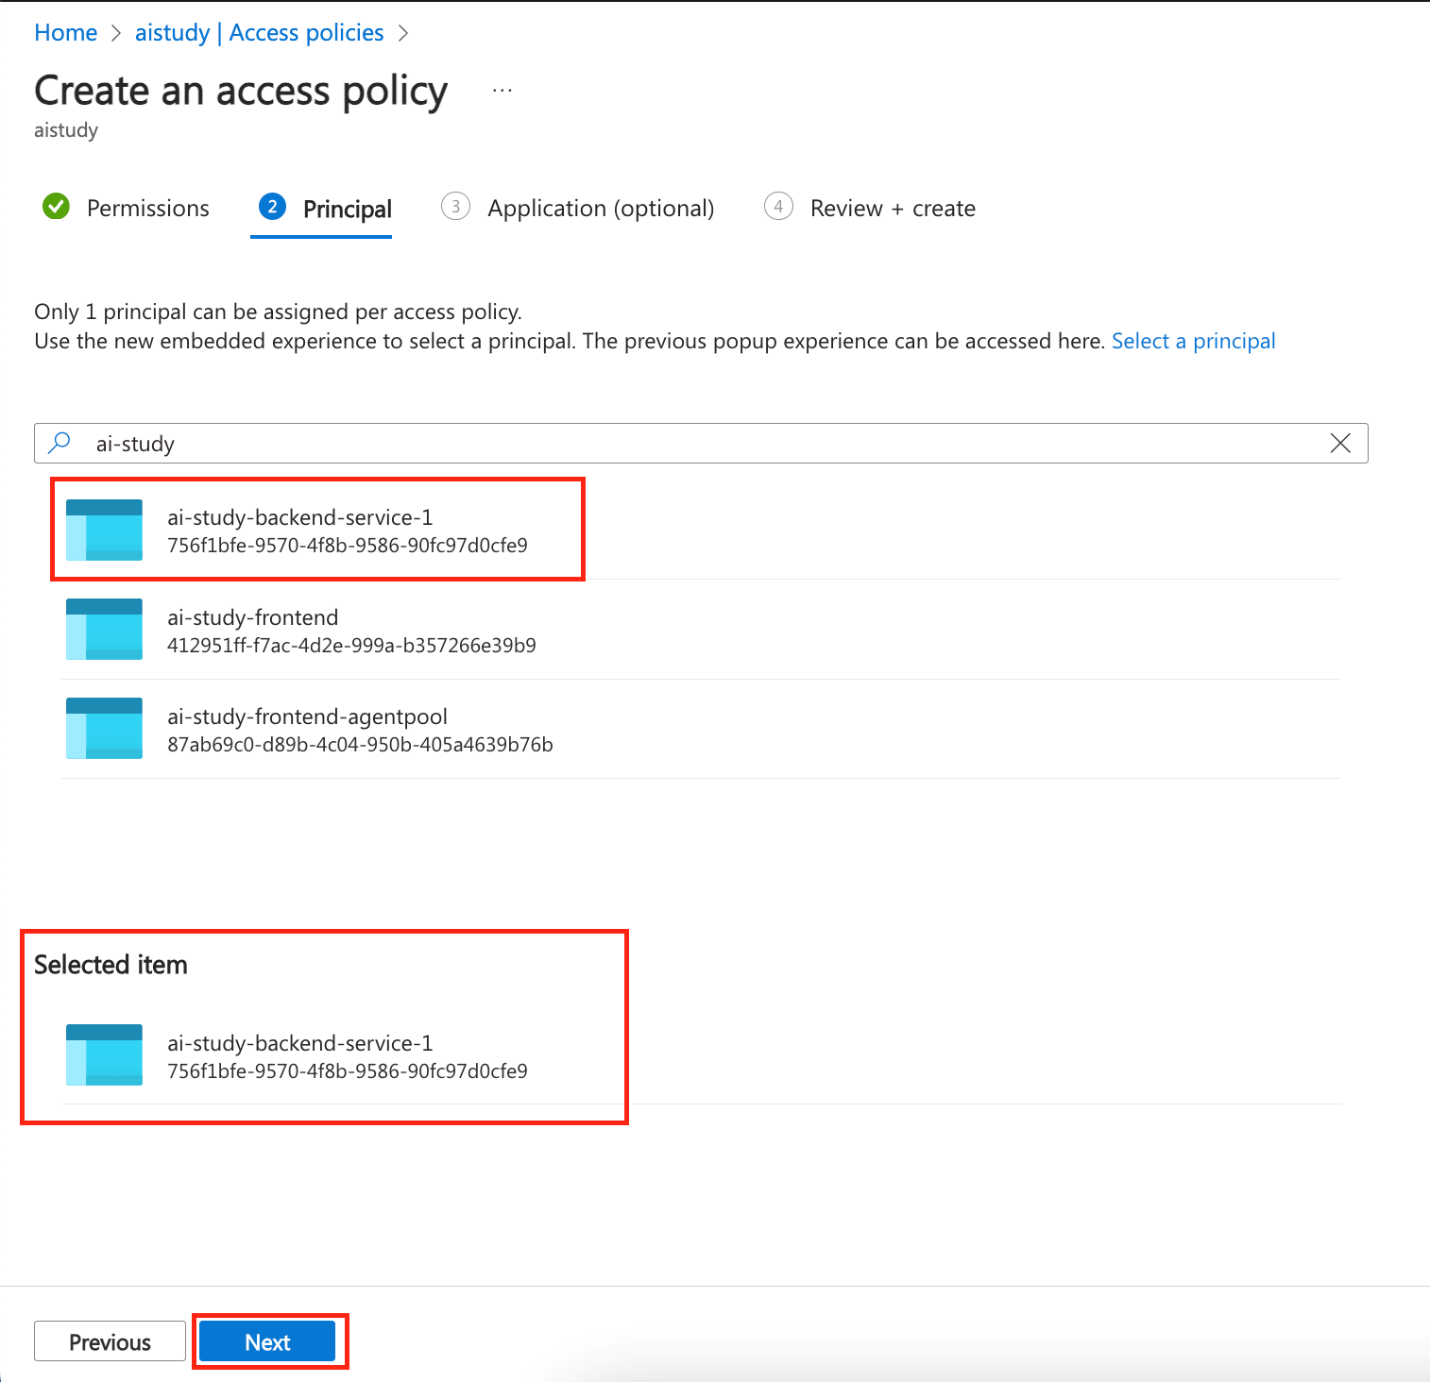 Home > aistudy | Access policies >
Create an access policy ...
aistudy
Permissions 2 Principal 3 Application (optional) 4 Review + create
Only 1 principal can be assigned per access policy.
Use the new embedded experience to select a principal. The previous popup experience can be accessed here. Select a principal
ai-study
ai-study-backend-service-1
756f1bfe-9570-4f8b-9586-90fc97d0cfe9
ai-study-frontend
412951ff-f7ac-4d2e-999a-b357266e39b9
ai-study-frontend-agentpool
87ab69c0-d89b-4c04-950b-405a4639b76b
Selected item
ai-study-backend-service-1
756f1bfe-9570-4f8b-9586-90fc97d0cfe9
Previous Next